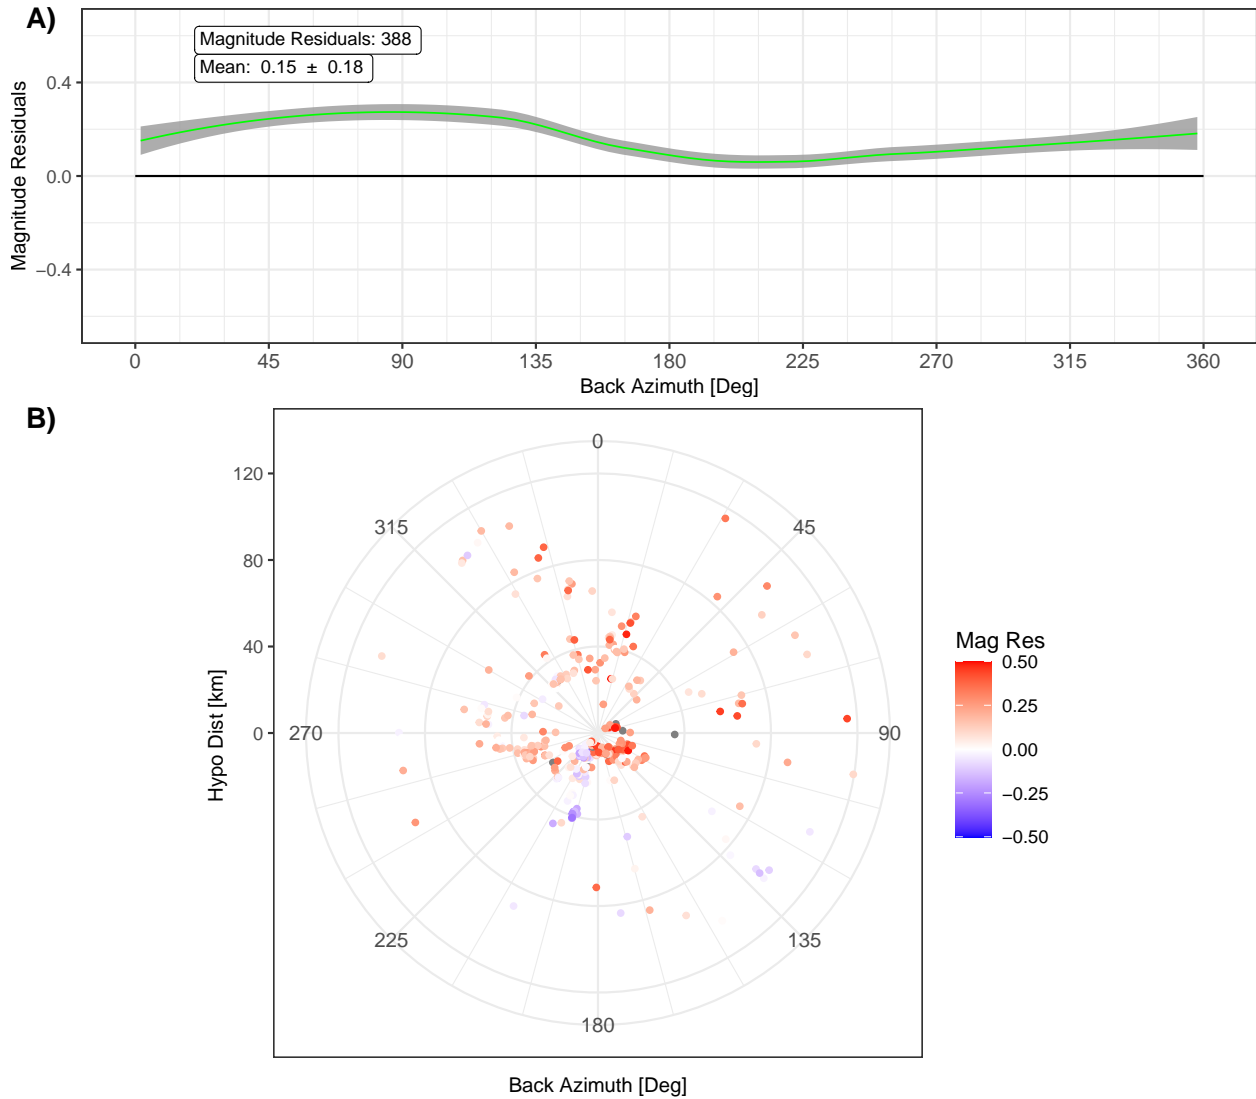 A)
Magnitude Residuals: 388
Mean:  0.15  ±  0.18
Magnitude Residuals
0.4
0.0
−0.4
0 45 90 135 180 225 270 315 360
Back Azimuth [Deg]
B)
Hypo Dist [km]
120
80
40
0
0
45
90
135
180
225
270
315
Back Azimuth [Deg]
Mag Res
0.50
0.25
0.00
−0.25
−0.50